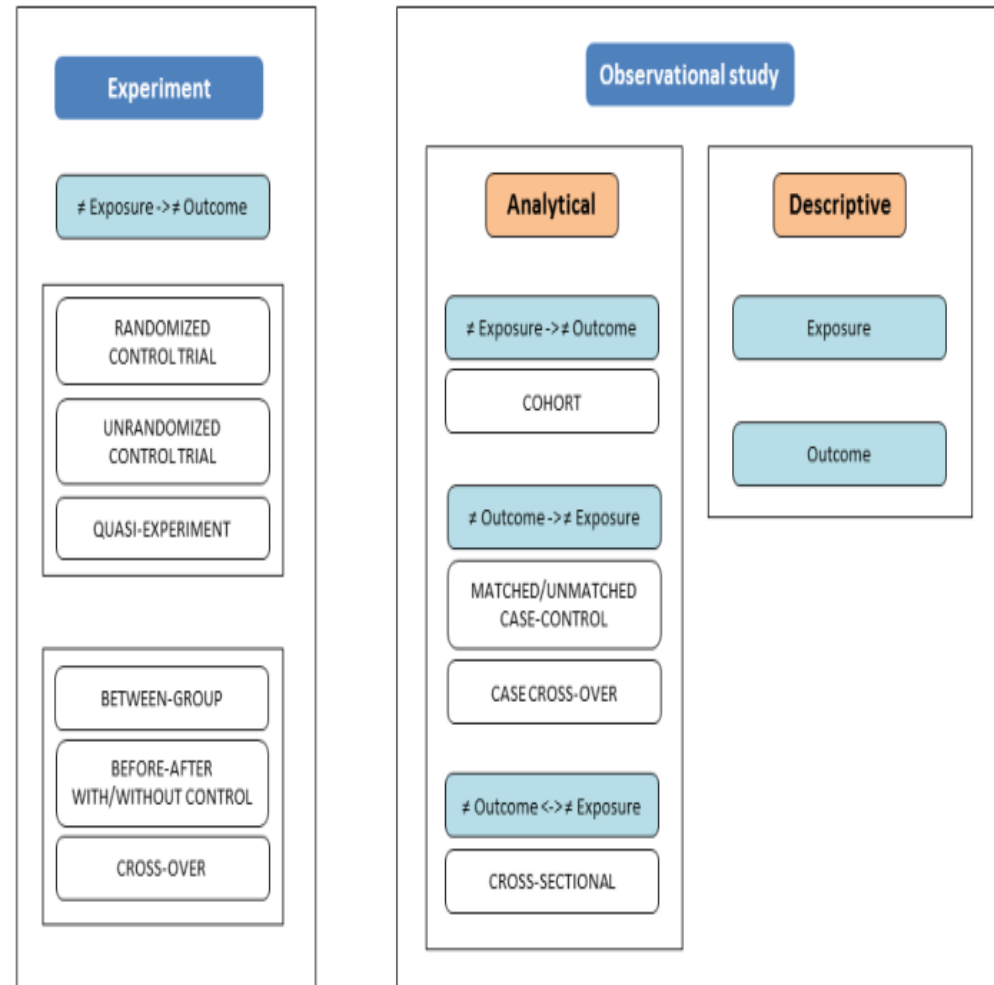 Experiment
≠ Exposure -> ≠ Outcome
RANDOMIZED
CONTROL TRIAL
UNRANDOMIZED
CONTROL TRIAL
QUASI-EXPERIMENT
BETWEEN-GROUP
BEFORE-AFTER
WITH/WITHOUT CONTROL
CROSS-OVER
Observational study
Analytical
≠ Exposure -> ≠ Outcome
COHORT
≠ Outcome -> ≠ Exposure
MATCHED/UNMATCHED
CASE-CONTROL
CASE CROSS-OVER
≠ Outcome <-> ≠ Exposure
CROSS-SECTIONAL
Descriptive
Exposure
Outcome